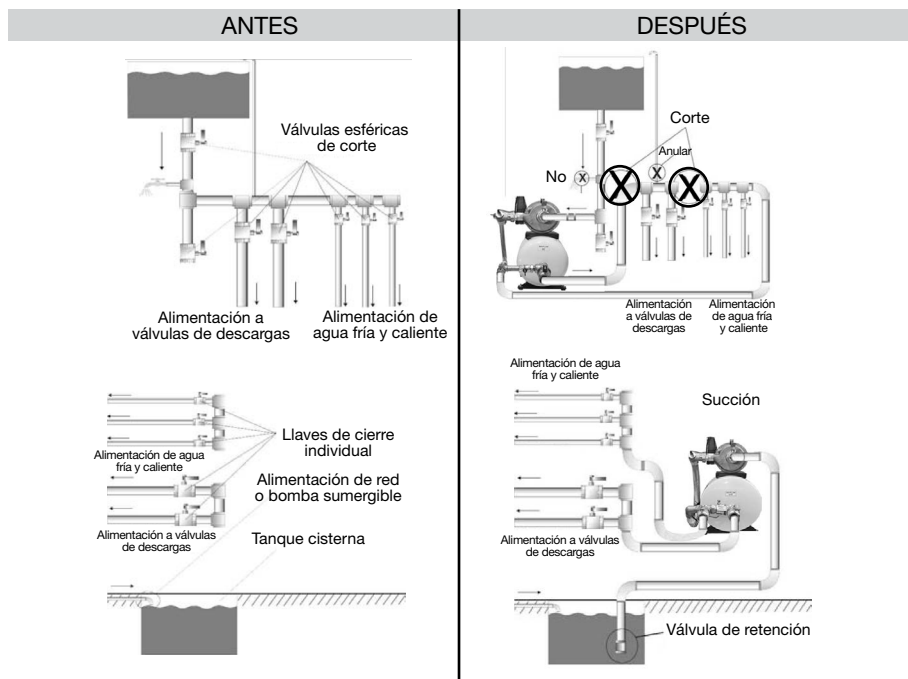 ANTES
Válvulas esféricas
de corte
Alimentación a
válvulas de descargas
Alimentación de
agua fría y caliente
Alimentación de agua
fría y caliente
Alimentación a válvulas
de descargas
Llaves de cierre
individual
Alimentación de red
o bomba sumergible
Tanque cisterna
DESPUÉS
Corte
Anular
No
X
X
X
X
Alimentación
a válvulas de
descargas
Alimentación
de agua fría
y caliente
Alimentación de agua
fría y caliente
Succión
Alimentación a válvulas
de descargas
Válvula de retención